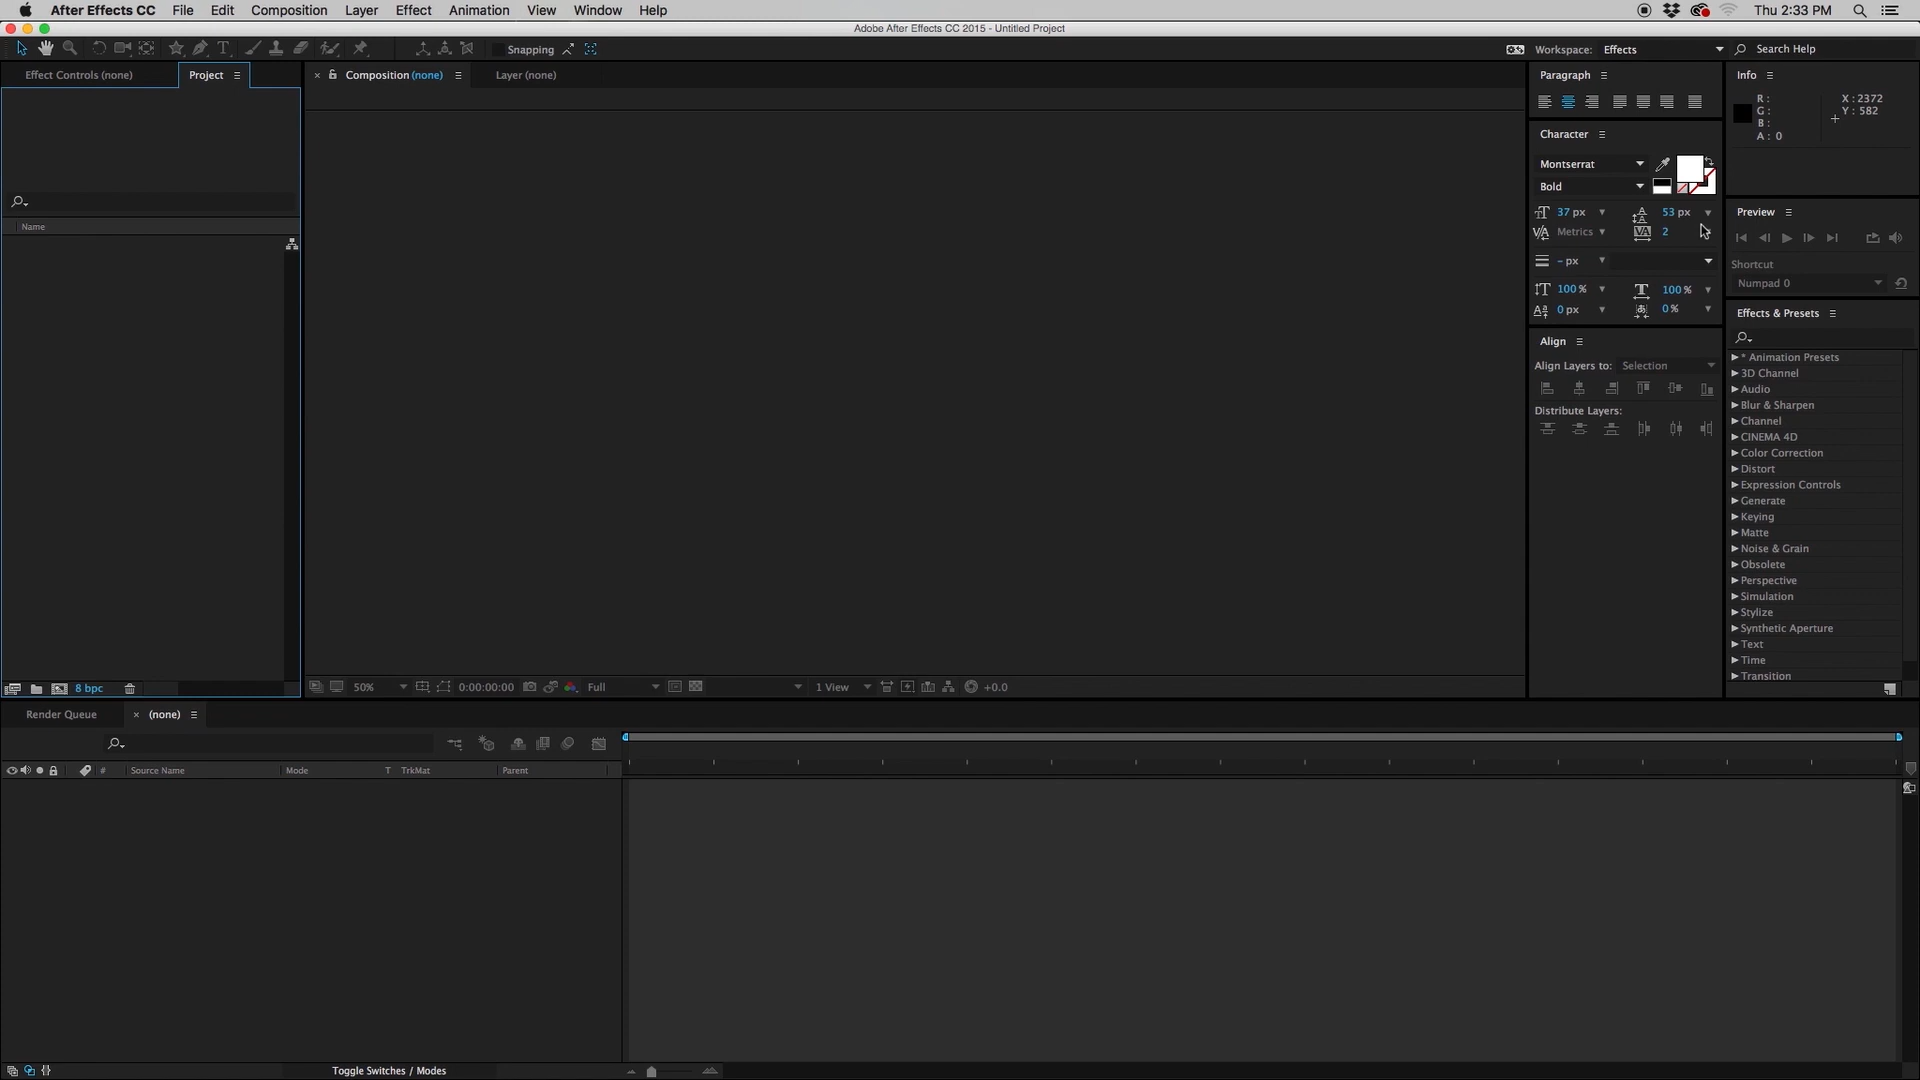 After Effects CC File Edit Composition Layer Effect Animation View Window Help Thu 2:33 PM
Adobe After Effects CC 2015 - Untitled Project
Snapping Workspace: Effects Search Help
Effect Controls (none) Project Composition (none) Layer (none) Paragraph Info
R: X: 2372
G: Y: 582
B:
A: 0
Character
Montserrat
Bold
37 px 53 px
Metrics 2
- px
100% 100%
0 px 0%
Preview
Shortcut
Numpad 0
Align
Align Layers to: Selection
Distribute Layers:
Effects & Presets
* Animation Presets
3D Channel
Audio
Blur & Sharpen
Channel
CINEMA 4D
Color Correction
Distort
Expression Controls
Generate
Keying
Matte
Noise & Grain
Obsolete
Perspective
Simulation
Stylize
Synthetic Aperture
Text
Time
Transition
Name
8 bpc 50% 0:00:00:00 Full 1 View +0.0
Render Queue (none)
# Source Name Mode T TrkMat Parent
Toggle Switches / Modes